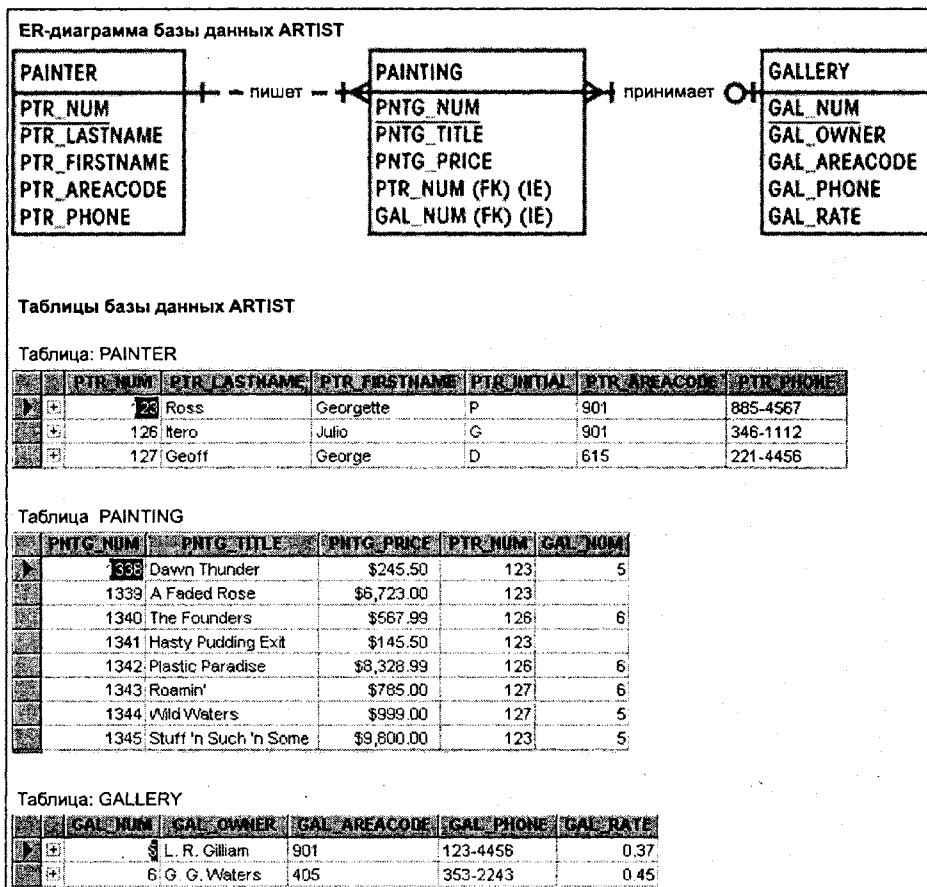 ER-диаграмма базы данных ARTIST
PAINTER
PTR_NUM
PTR_LASTNAME
PTR_FIRSTNAME
PTR_AREACODE
PTR_PHONE
пишет
PAINTING
PNTG_NUM
PNTG_TITLE
PNTG_PRICE
PTR_NUM (FK) (IE)
GAL_NUM (FK) (IE)
принимает
GALLERY
GAL_NUM
GAL_OWNER
GAL_AREACODE
GAL_PHONE
GAL_RATE
Таблицы базы данных ARTIST
Таблица: PAINTER
PTR_NUM PTR_LASTNAME PTR_FIRSTNAME PTR_INITIAL PTR_AREACODE PTR_PHONE
123 Ross Georgette P 901 885-4567
126 Itero Julio G 901 346-1112
127 Geoff George D 615 221-4456
Таблица PAINTING
PNTG_NUM PNTG_TITLE PNTG_PRICE PTR_NUM GAL_NUM
1338 Dawn Thunder $245.50 123 5
1339 A Faded Rose $6,723.00 123
1340 The Founders $567.99 126 6
1341 Hasty Pudding Exit $145.50 123
1342 Plastic Paradise $8,328.99 126 6
1343 Roamin' $785.00 127 6
1344 Wild Waters $999.00 127 5
1345 Stuff 'n Such 'n Some $9,800.00 123 5
Таблица: GALLERY
GAL_NUM GAL_OWNER GAL_AREACODE GAL_PHONE GAL_RATE
5 L. R. Gilliam 901 123-4456 0,37
6 G. G. Waters 405 353-2243 0.45